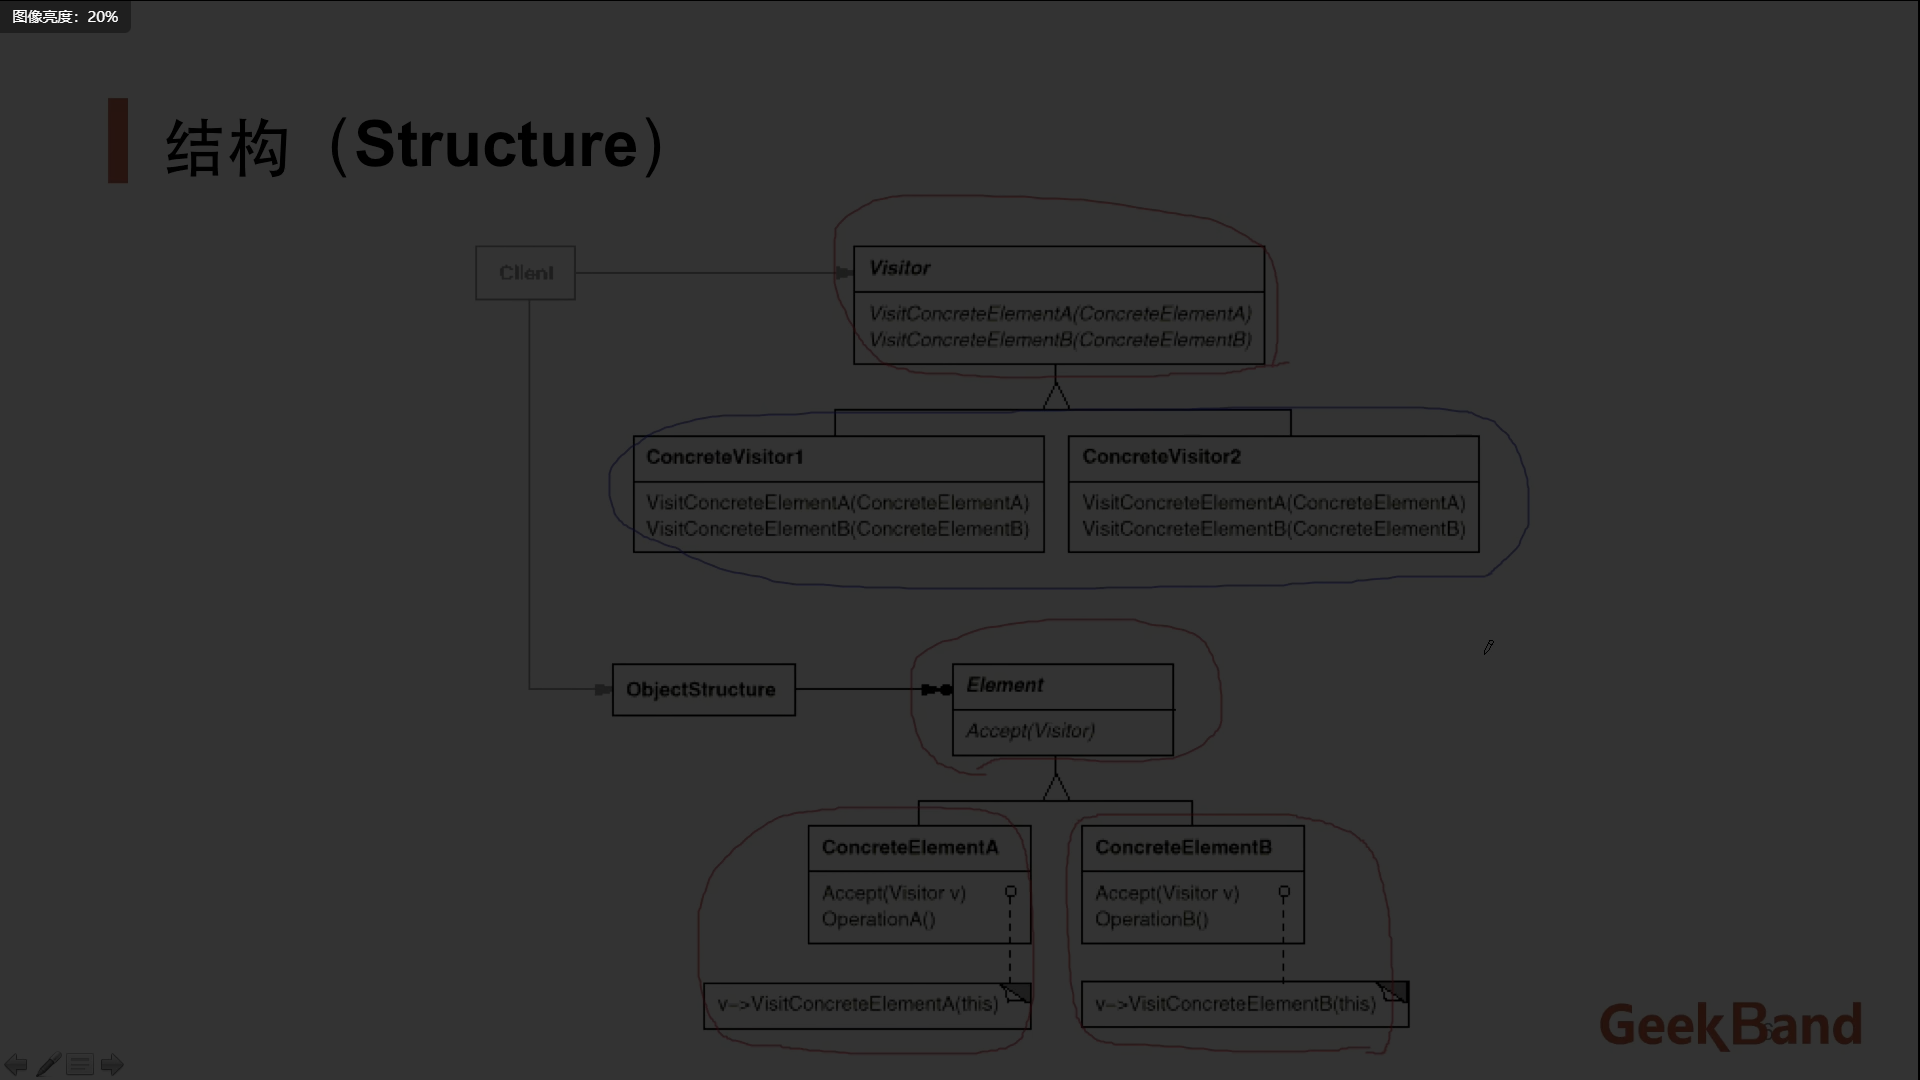 图像亮度：20%
结构（Structure）
Client
Visitor
VisitConcreteElementA(ConcreteElementA)
VisitConcreteElementB(ConcreteElementB)
ConcreteVisitor1
VisitConcreteElementA(ConcreteElementA)
VisitConcreteElementB(ConcreteElementB)
ConcreteVisitor2
VisitConcreteElementA(ConcreteElementA)
VisitConcreteElementB(ConcreteElementB)
ObjectStructure
Element
Accept(Visitor)
ConcreteElementA
Accept(Visitor v)
OperationA()
v-->VisitConcreteElementA(this)
ConcreteElementB
Accept(Visitor v)
OperationB()
v-->VisitConcreteElementB(this)
GeekBand